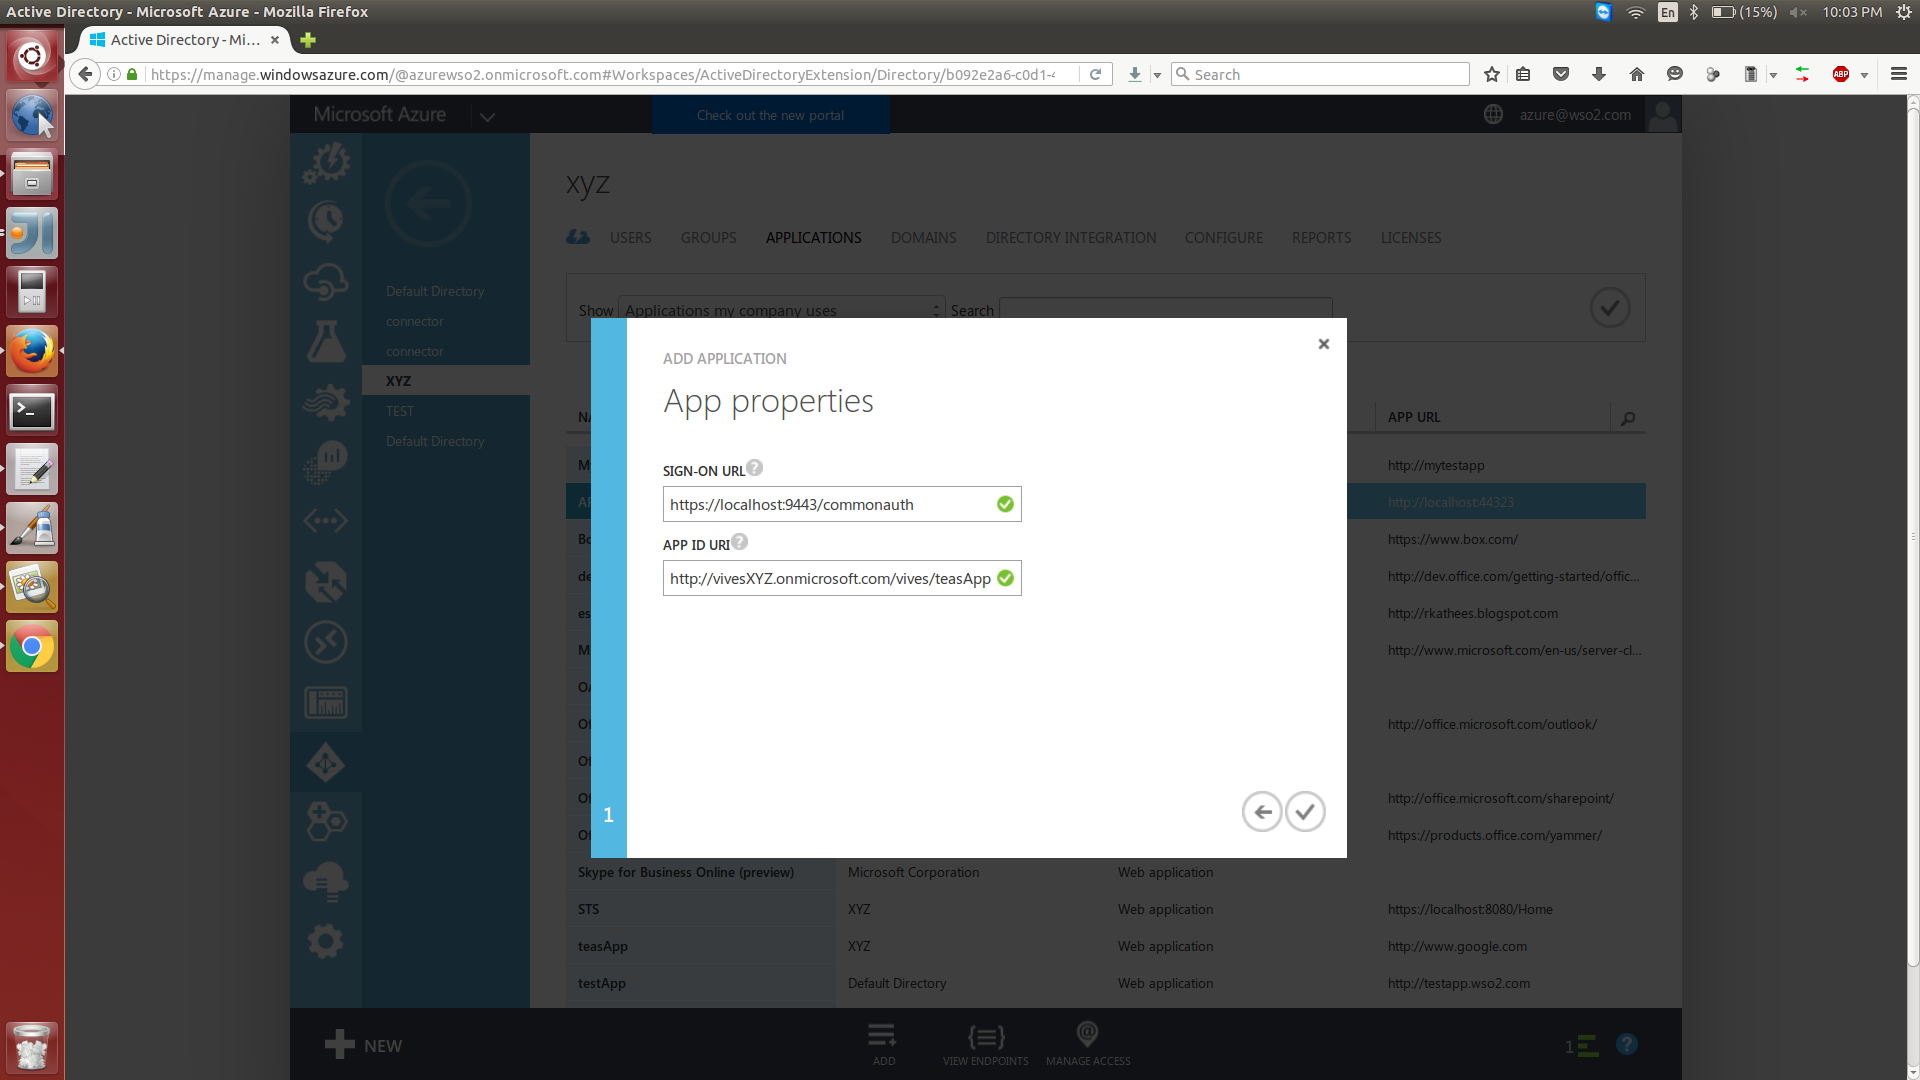 Active Directory - Microsoft Azure - Mozilla Firefox
En
(15%)
10:03 PM
Active Directory - Mi...
https://manage.windowsazure.com/@azurewso2.onmicrosoft.com#Workspaces/ActiveDirectoryExtension/Directory/b092e2a6-c0d1-4
Search
ABP
Microsoft Azure
Check out the new portal
azure@wso2.com
xyz
USERS GROUPS APPLICATIONS DOMAINS DIRECTORY INTEGRATION CONFIGURE REPORTS LICENSES
Default Directory
connector
connector
XYZ
TEST
Default Directory
Show Applications my company uses Search
ADD APPLICATION
App properties
SIGN-ON URL
https://localhost:9443/commonauth
APP ID URI
http://vivesXYZ.onmicrosoft.com/vives/teasApp
1
APP URL
http://mytestapp
http://localhost:44323
https://www.box.com/
http://dev.office.com/getting-started/offic...
http://rkathees.blogspot.com
http://www.microsoft.com/en-us/server-cl...
http://office.microsoft.com/outlook/
http://office.microsoft.com/sharepoint/
https://products.office.com/yammer/
Skype for Business Online (preview) Microsoft Corporation Web application
STS XYZ Web application https://localhost:8080/Home
teasApp XYZ Web application http://www.google.com
testApp Default Directory Web application http://testapp.wso2.com
NEW
ADD
VIEW ENDPOINTS
MANAGE ACCESS
1